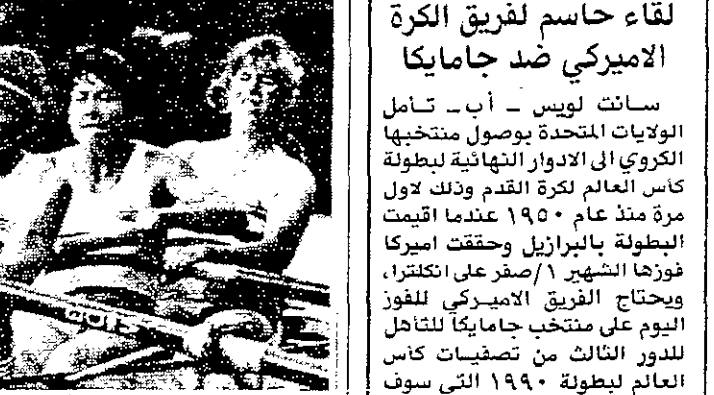 لقاء حاسم لفريق الكرة
الاميركي ضد جامايكا
سانت لويس ـ أ ب ـ تأمل
الولايات المتحدة بوصول منتخبها
الكروي الى الادوار النهائية لبطولة
كأس العالم لكرة القدم وذلك لاول
مرة منذ عام ١٩٥٠ عندما اقيمت
البطولة بالبرازيل وحققت اميركا
فوزها الشهير ١/صفر على انكلترا،
ويحتاج الفريق الاميركي للفوز
اليوم على منتخب جامايكا للتأهل
للدور الثالث من تصفيات كأس
العالم لبطولة ١٩٩٠ التي سوف